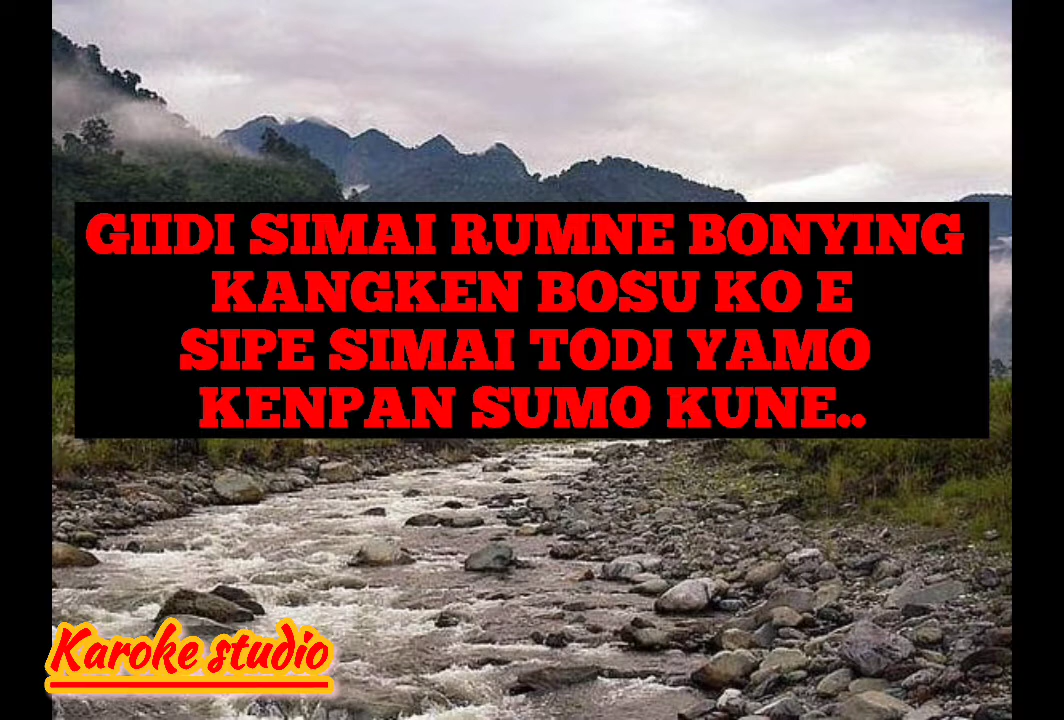 GIIDI SIMAI RUMNE BONYING
KANGKEN BOSU KO E
SIPE SIMAI TODI YAMO
KENPAN SUMO KUNE..
Karoke studio